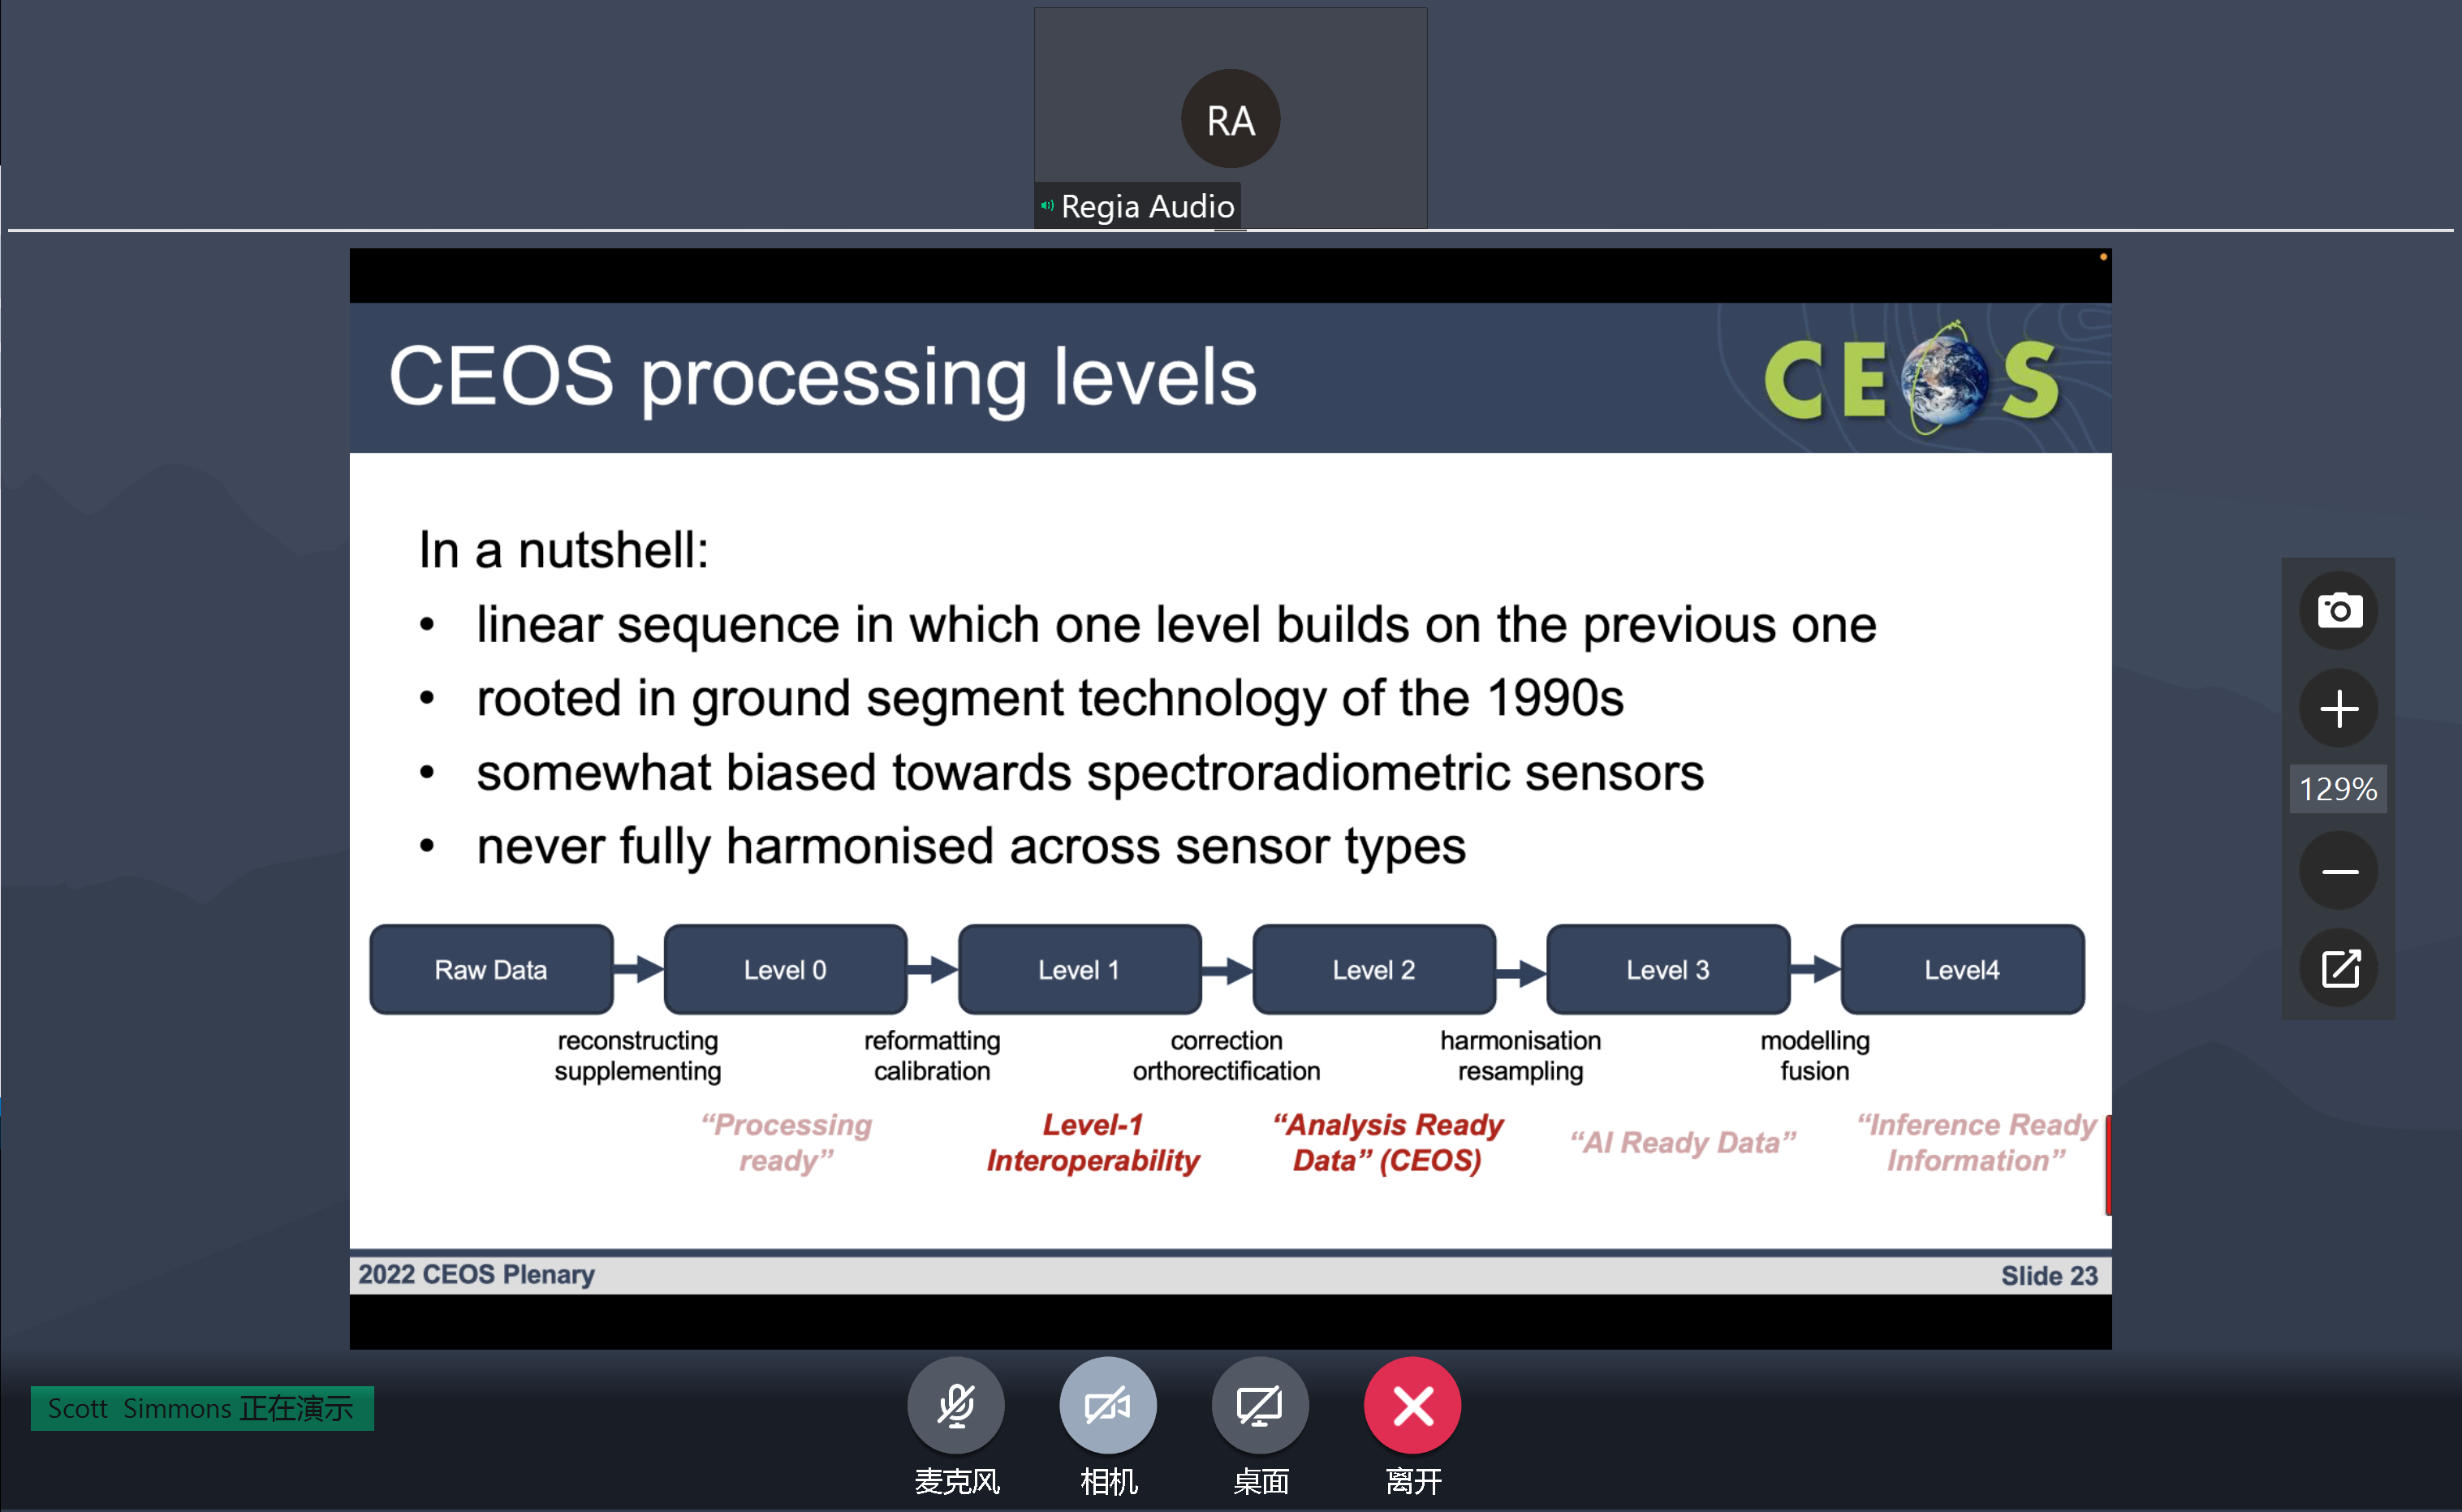 RA
Regia Audio
CEOS processing levels
CEOS
In a nutshell:
• linear sequence in which one level builds on the previous one
• rooted in ground segment technology of the 1990s
• somewhat biased towards spectroradiometric sensors
• never fully harmonised across sensor types
Raw Data
Level 0
Level 1
Level 2
Level 3
Level4
reconstructing
supplementing
reformatting
calibration
correction
orthorectification
harmonisation
resampling
modelling
fusion
“Processing
ready”
Level-1
Interoperability
“Analysis Ready
Data” (CEOS)
“AI Ready Data”
“Inference Ready
Information”
2022 CEOS Plenary
Slide 23
129%
Scott Simmons 正在演示
麦克风
相机
桌面
离开